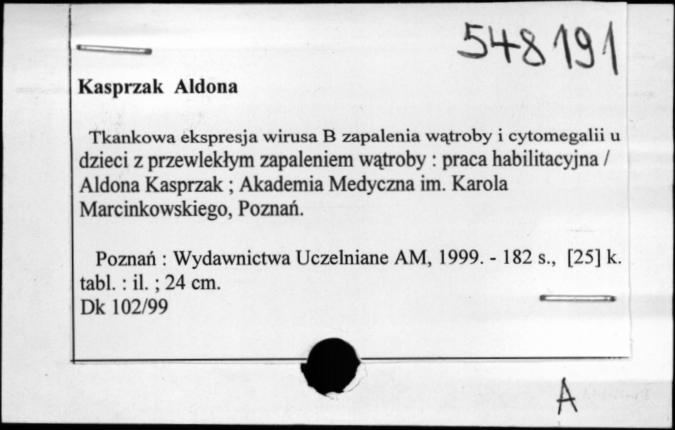 548191
Kasprzak Aldona
Tkankowa ekspresja wirusa B zapalenia wątroby i cytomegalii u
dzieci z przewlekłym zapaleniem wątroby : praca habilitacyjna /
Aldona Kasprzak ; Akademia Medyczna im. Karola
Marcinkowskiego, Poznań.
Poznań : Wydawnictwa Uczelniane AM, 1999. - 182 s., [25] k.
tabl. : il. ; 24 cm.
Dk 102/99
A